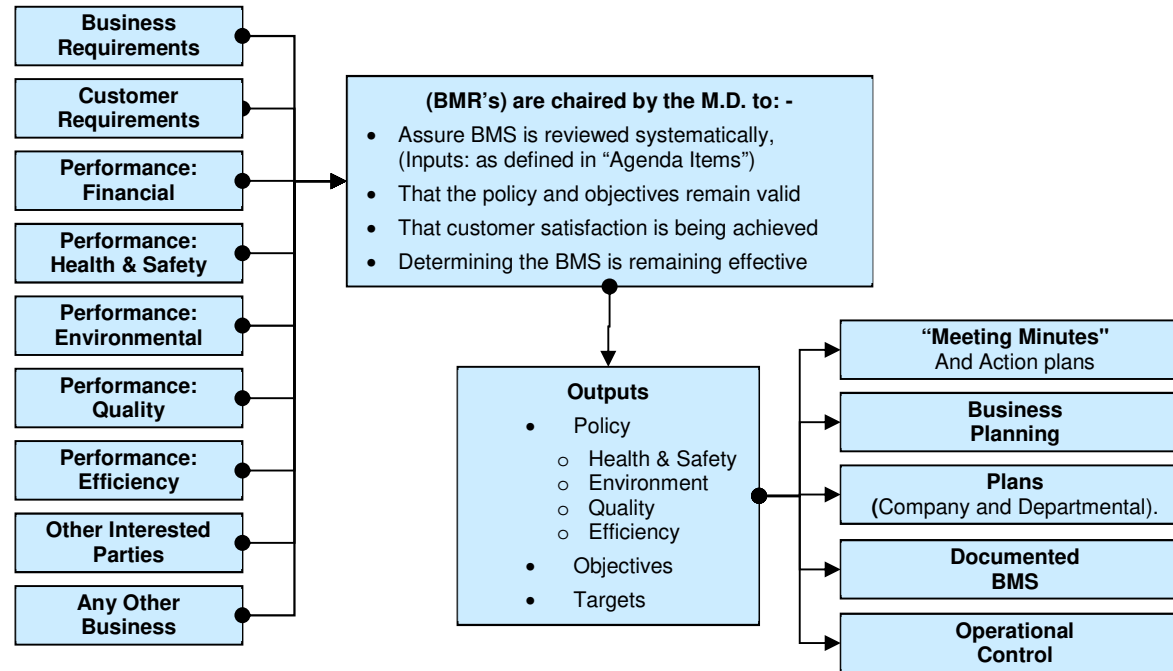 Business
Requirements
Customer
Requirements
Performance:
Financial
Performance:
Health & Safety
Performance:
Environmental
Performance:
Quality
Performance:
Efficiency
Other Interested
Parties
Any Other
Business
(BMR's) are chaired by the M.D. to: -
• Assure BMS is reviewed systematically,
(Inputs: as defined in “Agenda Items”)
• That the policy and objectives remain valid
• That customer satisfaction is being achieved
• Determining the BMS is remaining effective
Outputs
• Policy
o Health & Safety
o Environment
o Quality
o Efficiency
• Objectives
• Targets
“Meeting Minutes"
And Action plans
Business
Planning
Plans
(Company and Departmental).
Documented
BMS
Operational
Control